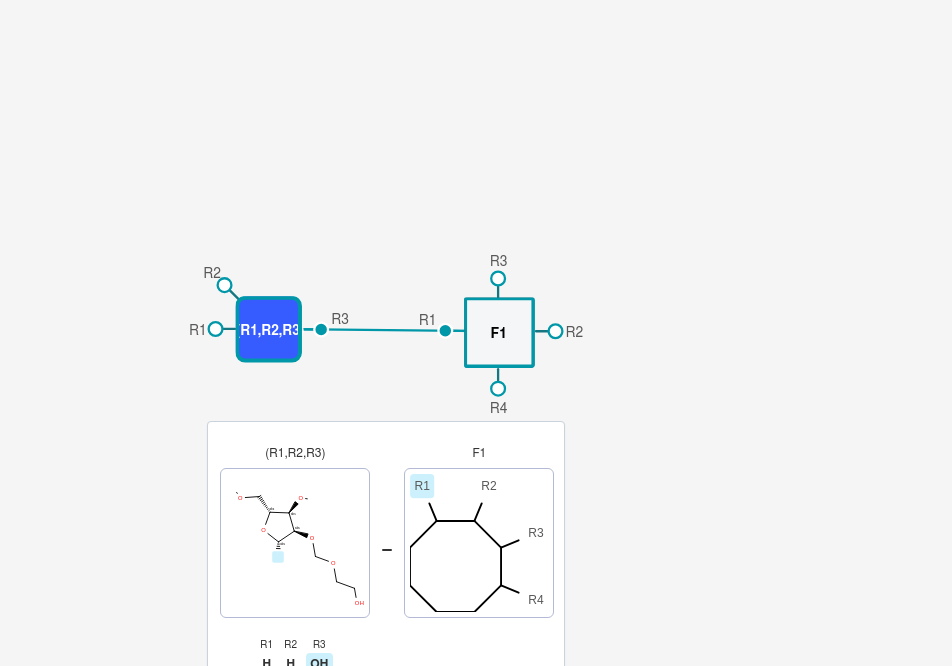 R3
R2
R3
R1
R1
R1,R2,R3
F1
R2
R4
(R1,R2,R3)
F1
R1
R2
R3
R4
O
O
O
O
O
OH
R1 R2 R3
H H OH